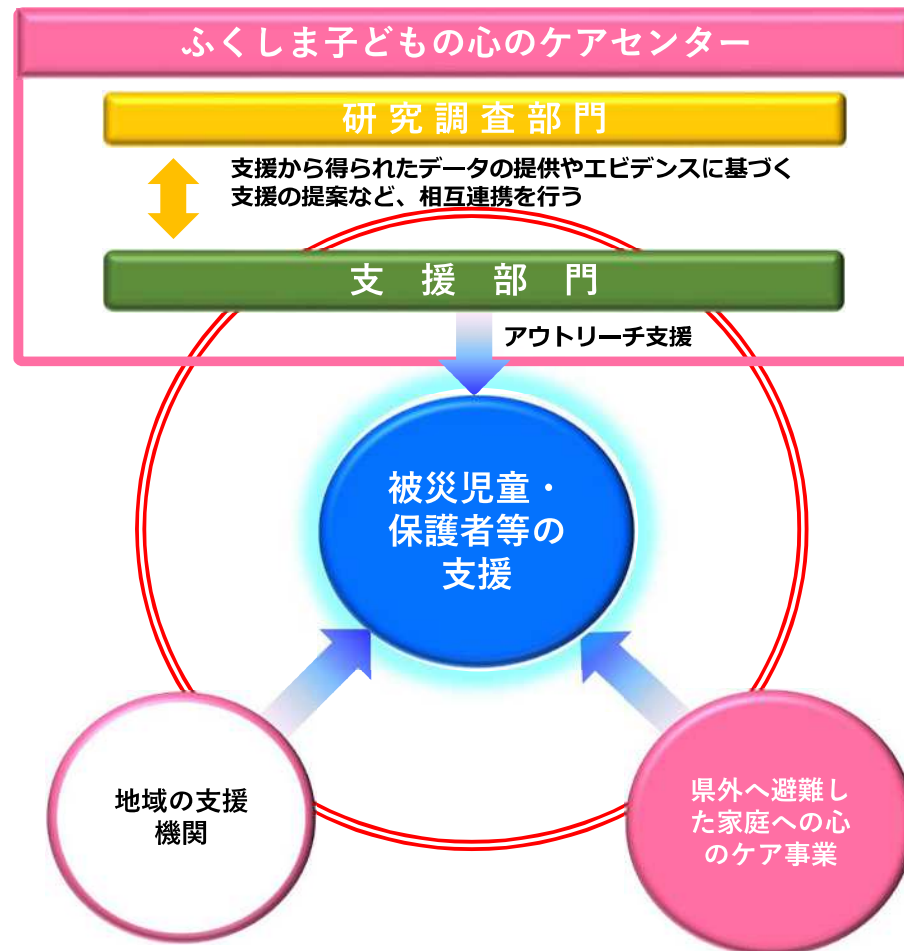 ふくしま子どもの心のケアセンター
研究調査部門
支援から得られたデータの提供やエビデンスに基づく
支援の提案など、相互連携を行う
支援部門
アウトリーチ支援
被災児童・
保護者等の
支援
地域の支援
機関
県外へ避難し
た家庭への心
のケア事業